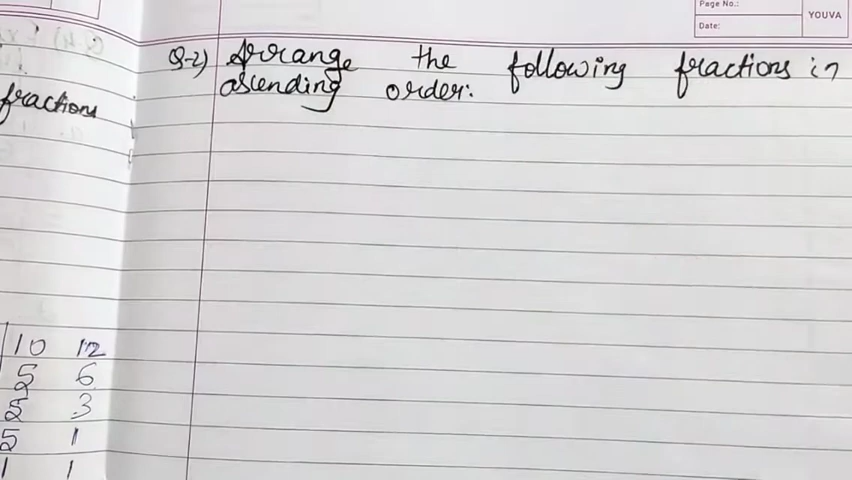 Page No.:
Date:
YOUVA
Q-2) Arrange the following fractions in
ascending order:
fractions
10 12
5 6
5 3
5 1
1 1